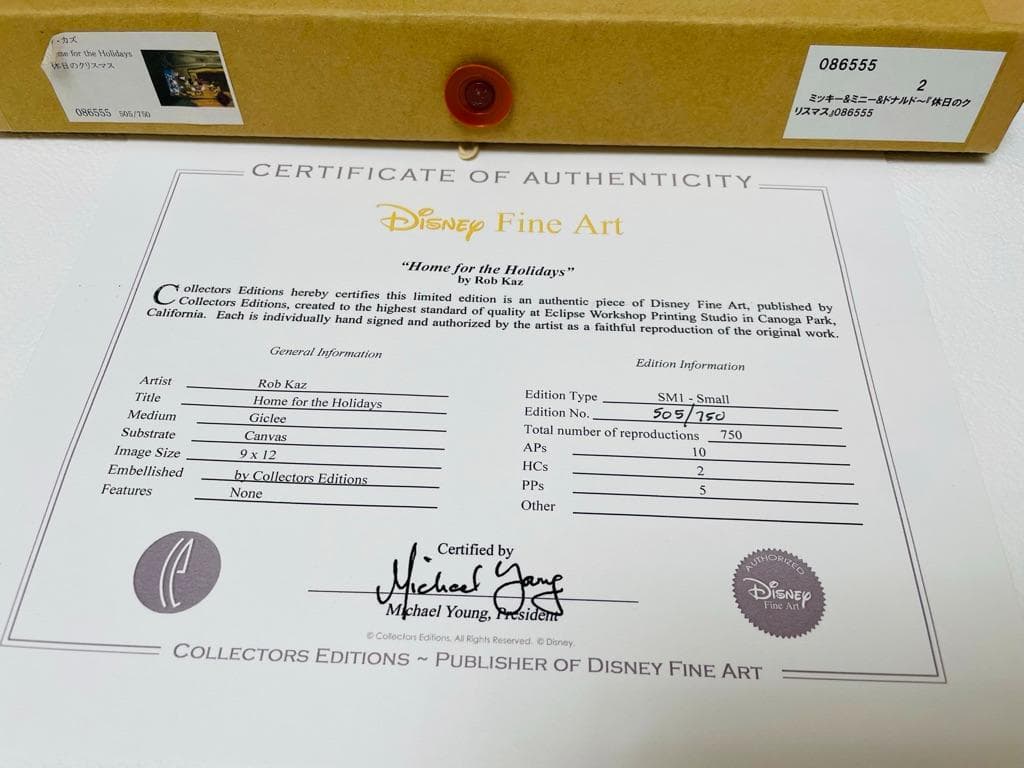 ・カズ
me for the Holidays
休日のクリスマス
086555 505/750
086555
2
ミッキー&ミニー&ドナルド~『休日のク
リスマス』086555
CERTIFICATE OF AUTHENTICITY
Disney Fine Art
“Home for the Holidays”
by Rob Kaz
Collectors Editions hereby certifies this limited edition is an authentic piece of Disney Fine Art, published by
Collectors Editions, created to the highest standard of quality at Eclipse Workshop Printing Studio in Canoga Park,
California. Each is individually hand signed and authorized by the artist as a faithful reproduction of the original work.
General Information
Artist Rob Kaz
Title Home for the Holidays
Medium Giclee
Substrate Canvas
Image Size 9 x 12
Embellished by Collectors Editions
Features None
Edition Information
Edition Type SM1 - Small
Edition No. 505/750
Total number of reproductions 750
APs 10
HCs 2
PPs 5
Other
Certified by
Michael Young
Michael Young, President
AUTHORIZED
Disney
Fine Art
© Collectors Editions. All Rights Reserved. © Disney.
COLLECTORS EDITIONS ~ PUBLISHER OF DISNEY FINE ART